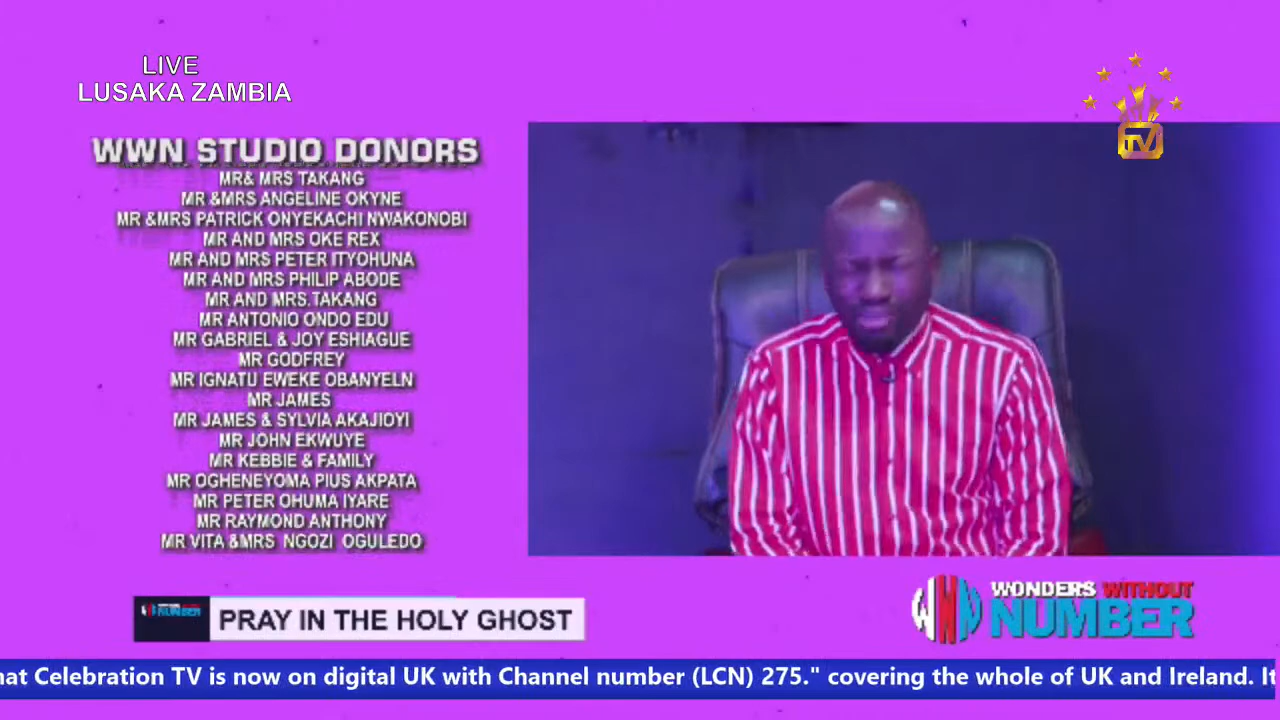 LIVE
LUSAKA ZAMBIA
TV
WWN STUDIO DONORS
MR& MRS TAKANG
MR &MRS ANGELINE OKYNE
MR &MRS PATRICK ONYEKACHI NWAKONOBI
MR AND MRS OKE REX
MR AND MRS PETER ITYOHUNA
MR AND MRS PHILIP ABODE
MR AND MRS.TAKANG
MR ANTONIO ONDO EDU
MR GABRIEL & JOY ESHIAGUE
MR GODFREY
MR IGNATU EWEKE OBANYELN
MR JAMES
MR JAMES & SYLVIA AKAJIOYI
MR JOHN EKWUYE
MR KEBBIE & FAMILY
MR OGHENEYOMA PIUS AKPATA
MR PETER OHUMA IYARE
MR RAYMOND ANTHONY
MR VITA &MRS NGOZI OGULEDO
NUMBER
PRAY IN THE HOLY GHOST
WWN
WONDERS WITHOUT
NUMBER
hat Celebration TV is now on digital UK with Channel number (LCN) 275." covering the whole of UK and Ireland. It